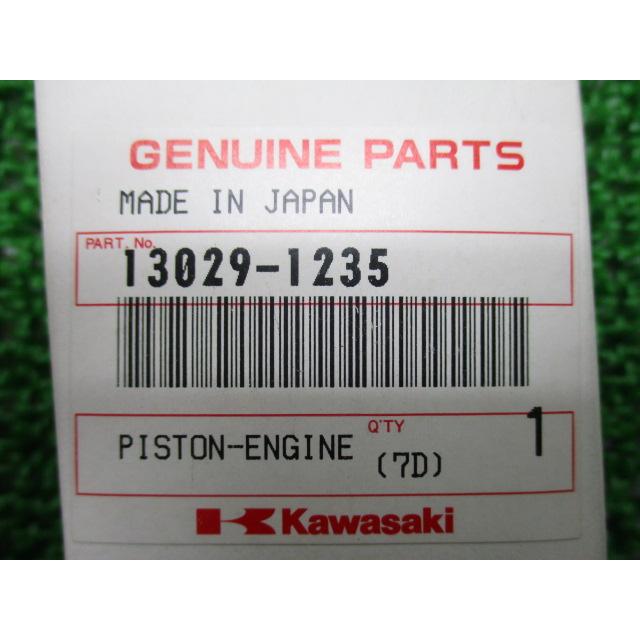 GENUINE PARTS
MADE IN JAPAN
PART. No.
13029-1235
PISTON-ENGINE
Q'TY
1
(7D)
Kawasaki